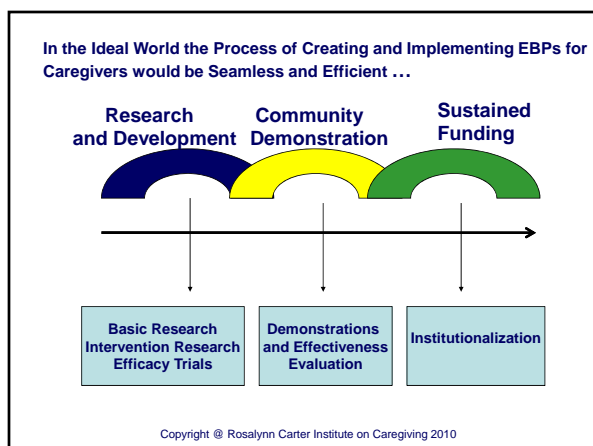 In the Ideal World the Process of Creating and Implementing EBPs for
Caregivers would be Seamless and Efficient ...
Research
and Development
Community
Demonstration
Sustained
Funding
Basic Research
Intervention Research
Efficacy Trials
Demonstrations
and Effectiveness
Evaluation
Institutionalization
Copyright @ Rosalynn Carter Institute on Caregiving 2010